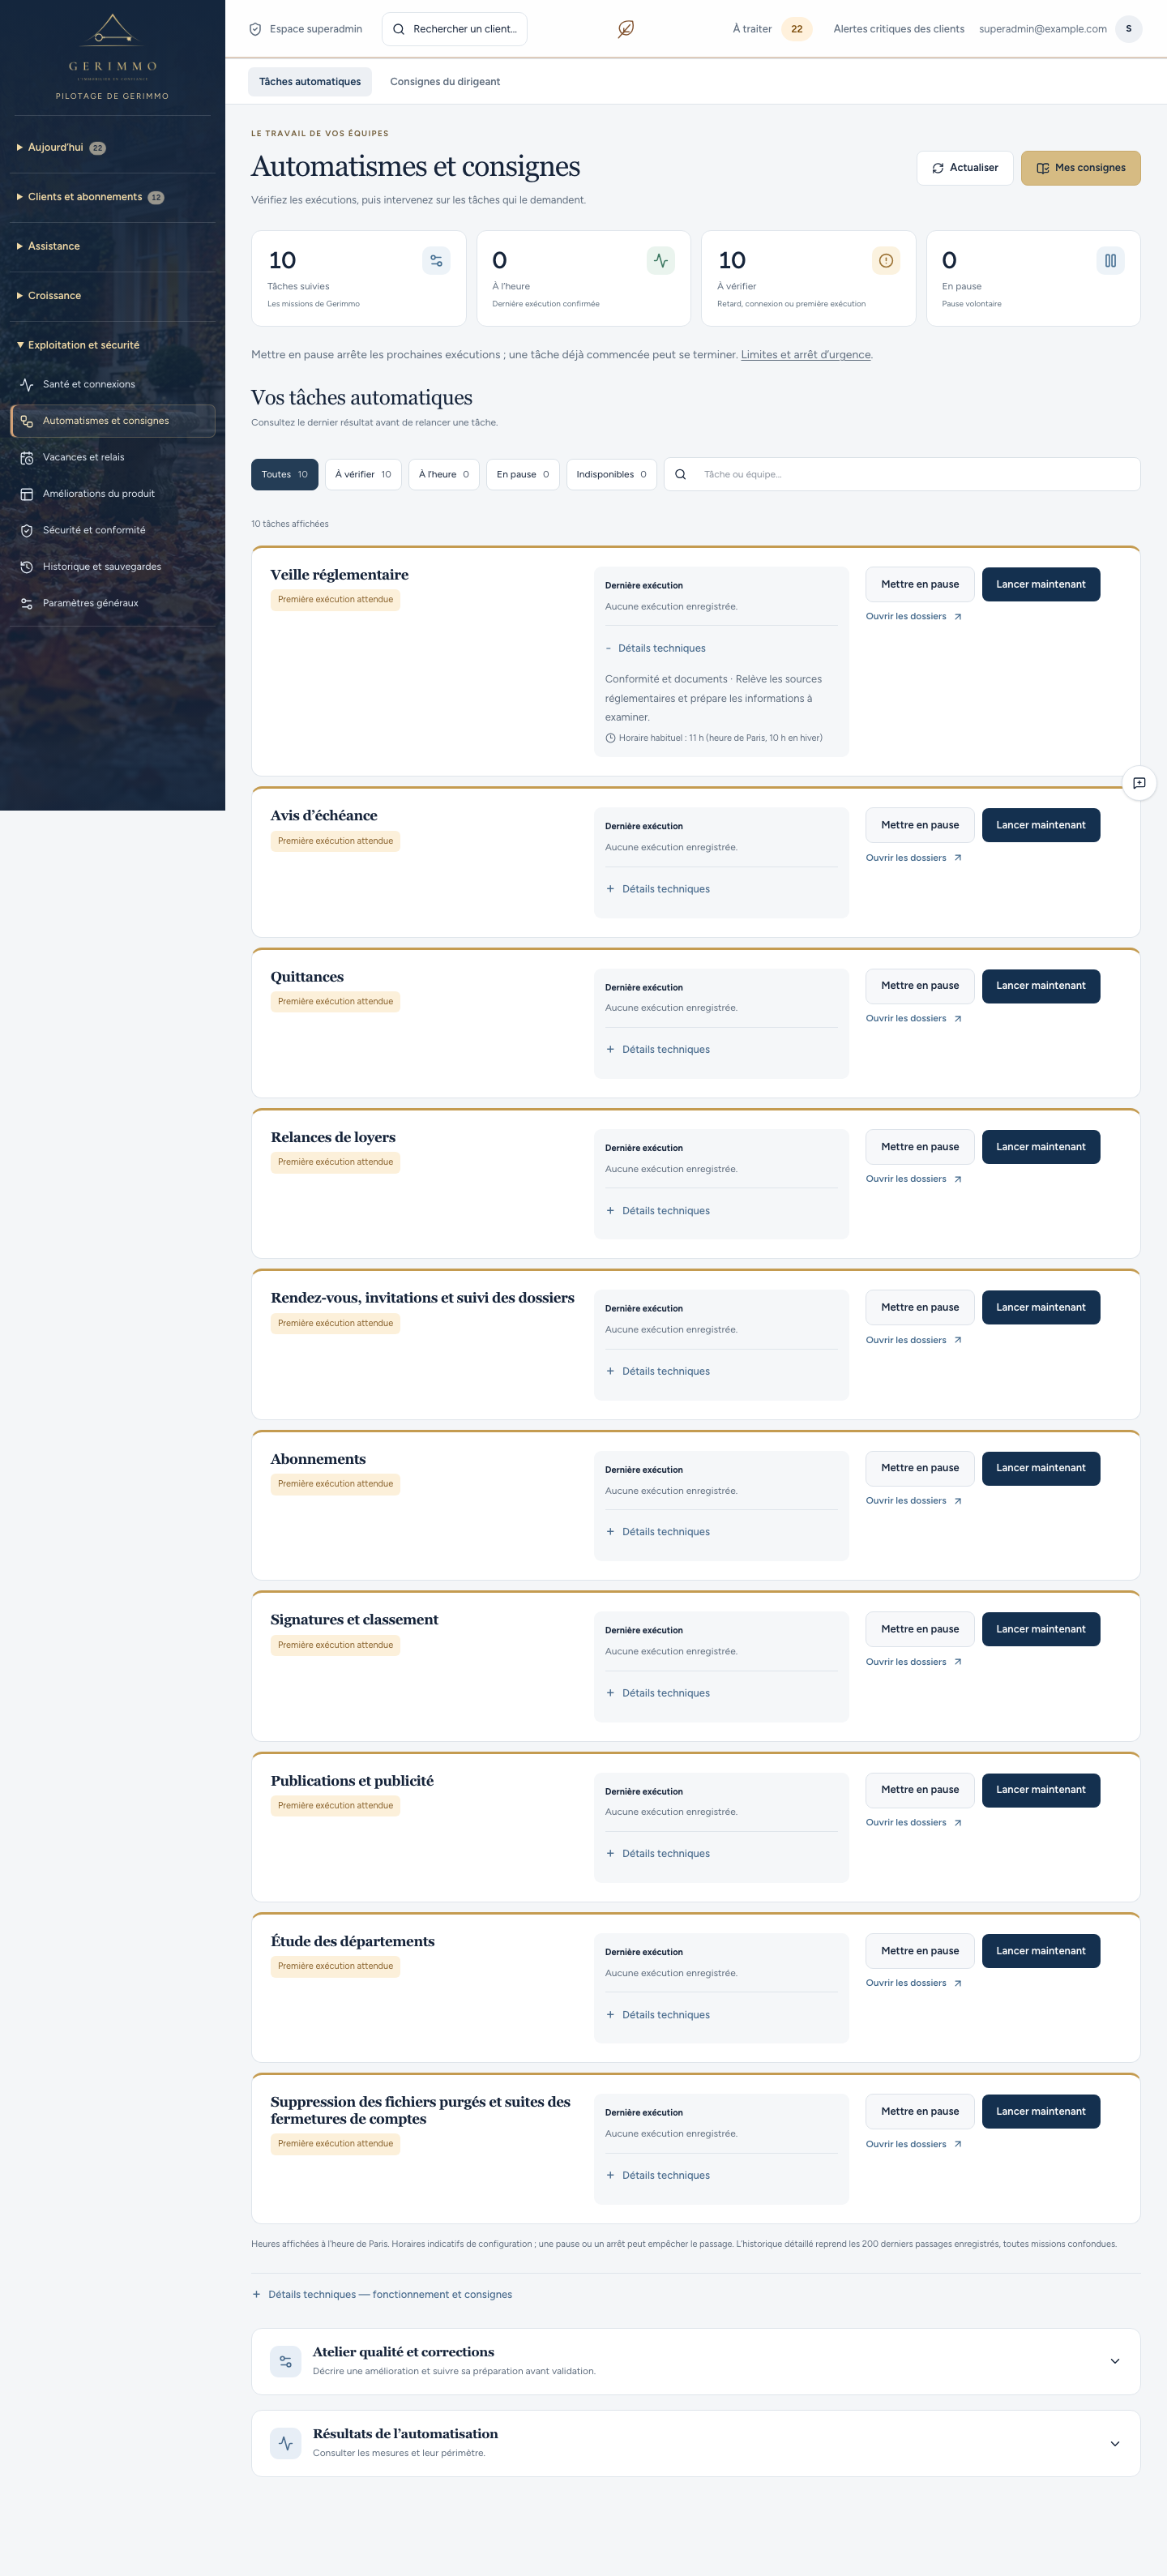 GERIMMO
PILOTAGE DE GERIMMO
Aujourd’hui 22
Clients et abonnements 12
Assistance
Croissance
Exploitation et sécurité
Santé et connexions
Automatismes et consignes
Vacances et relais
Améliorations du produit
Sécurité et conformité
Historique et sauvegardes
Paramètres généraux
Espace superadmin
Rechercher un client...
À traiter 22
Alertes critiques des clients
superadmin@example.com
S
Tâches automatiques
Consignes du dirigeant
LE TRAVAIL DE VOS ÉQUIPES
Automatismes et consignes
Vérifiez les exécutions, puis intervenez sur les tâches qui le demandent.
Actualiser
Mes consignes
10
Tâches suivies
Les missions de Gerimmo
0
À l’heure
Dernière exécution confirmée
10
À vérifier
Retard, connexion ou première exécution
0
En pause
Pause volontaire
Mettre en pause arrête les prochaines exécutions ; une tâche déjà commencée peut se terminer. Limites et arrêt d’urgence.
Vos tâches automatiques
Consultez le dernier résultat avant de relancer une tâche.
Toutes 10
À vérifier 10
À l’heure 0
En pause 0
Indisponibles 0
Tâche ou équipe...
10 tâches affichées
Veille réglementaire
Première exécution attendue
Dernière exécution
Aucune exécution enregistrée.
– Détails techniques
Conformité et documents · Relève les sources
réglementaires et prépare les informations à
examiner.
Horaire habituel : 11 h (heure de Paris, 10 h en hiver)
Mettre en pause
Lancer maintenant
Ouvrir les dossiers
Avis d’échéance
Première exécution attendue
Dernière exécution
Aucune exécution enregistrée.
+ Détails techniques
Mettre en pause
Lancer maintenant
Ouvrir les dossiers
Quittances
Première exécution attendue
Dernière exécution
Aucune exécution enregistrée.
+ Détails techniques
Mettre en pause
Lancer maintenant
Ouvrir les dossiers
Relances de loyers
Première exécution attendue
Dernière exécution
Aucune exécution enregistrée.
+ Détails techniques
Mettre en pause
Lancer maintenant
Ouvrir les dossiers
Rendez-vous, invitations et suivi des dossiers
Première exécution attendue
Dernière exécution
Aucune exécution enregistrée.
+ Détails techniques
Mettre en pause
Lancer maintenant
Ouvrir les dossiers
Abonnements
Première exécution attendue
Dernière exécution
Aucune exécution enregistrée.
+ Détails techniques
Mettre en pause
Lancer maintenant
Ouvrir les dossiers
Signatures et classement
Première exécution attendue
Dernière exécution
Aucune exécution enregistrée.
+ Détails techniques
Mettre en pause
Lancer maintenant
Ouvrir les dossiers
Publications et publicité
Première exécution attendue
Dernière exécution
Aucune exécution enregistrée.
+ Détails techniques
Mettre en pause
Lancer maintenant
Ouvrir les dossiers
Étude des départements
Première exécution attendue
Dernière exécution
Aucune exécution enregistrée.
+ Détails techniques
Mettre en pause
Lancer maintenant
Ouvrir les dossiers
Suppression des fichiers purgés et suites des
fermetures de comptes
Première exécution attendue
Dernière exécution
Aucune exécution enregistrée.
+ Détails techniques
Mettre en pause
Lancer maintenant
Ouvrir les dossiers
Heures affichées à l’heure de Paris. Horaires indicatifs de configuration ; une pause ou un arrêt peut empêcher le passage. L’historique détaillé reprend les 200 derniers passages enregistrés, toutes missions confondues.
+ Détails techniques — fonctionnement et consignes
Atelier qualité et corrections
Décrire une amélioration et suivre sa préparation avant validation.
Résultats de l’automatisation
Consulter les mesures et leur périmètre.